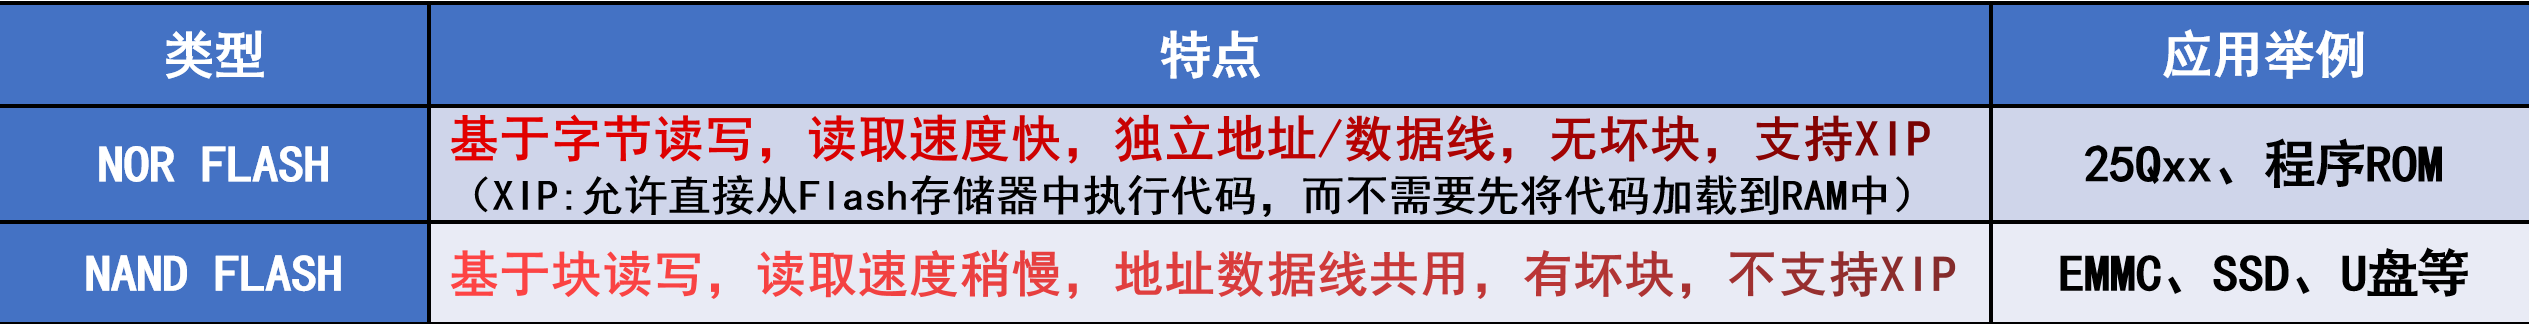 类型
特点
应用举例
NOR FLASH
基于字节读写，读取速度快，独立地址/数据线，无坏块，支持XIP
（XIP:允许直接从Flash存储器中执行代码，而不需要先将代码加载到RAM中）
25Qxx、程序ROM
NAND FLASH
基于块读写，读取速度稍慢，地址数据线共用，有坏块，不支持XIP
EMMC、SSD、U盘等